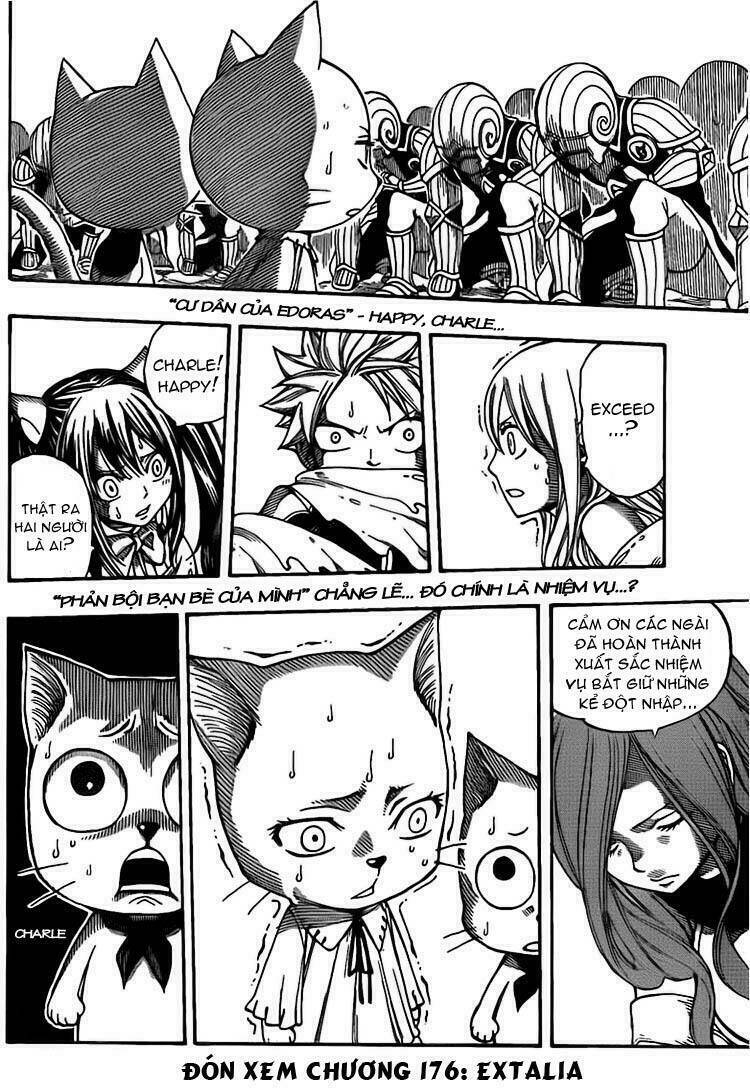 "CƯ DÂN CỦA EDORAS" - HAPPY, CHARLE...
CHARLE!
HAPPY!
THẬT RA
HAI NGƯỜI
LÀ AI?
EXCEED
...?
"PHẢN BỘI BẠN BÈ CỦA MÌNH" CHẲNG LẼ... ĐÓ CHÍNH LÀ NHIỆM VỤ...?
CHARLE
CẢM ƠN CÁC NGÀI
ĐÃ HOÀN THÀNH
XUẤT SẮC NHIỆM
VỤ BẮT GIỮ NHỮNG
KẺ ĐỘT NHẬP...
ĐÓN XEM CHƯƠNG 176: EXTALIA